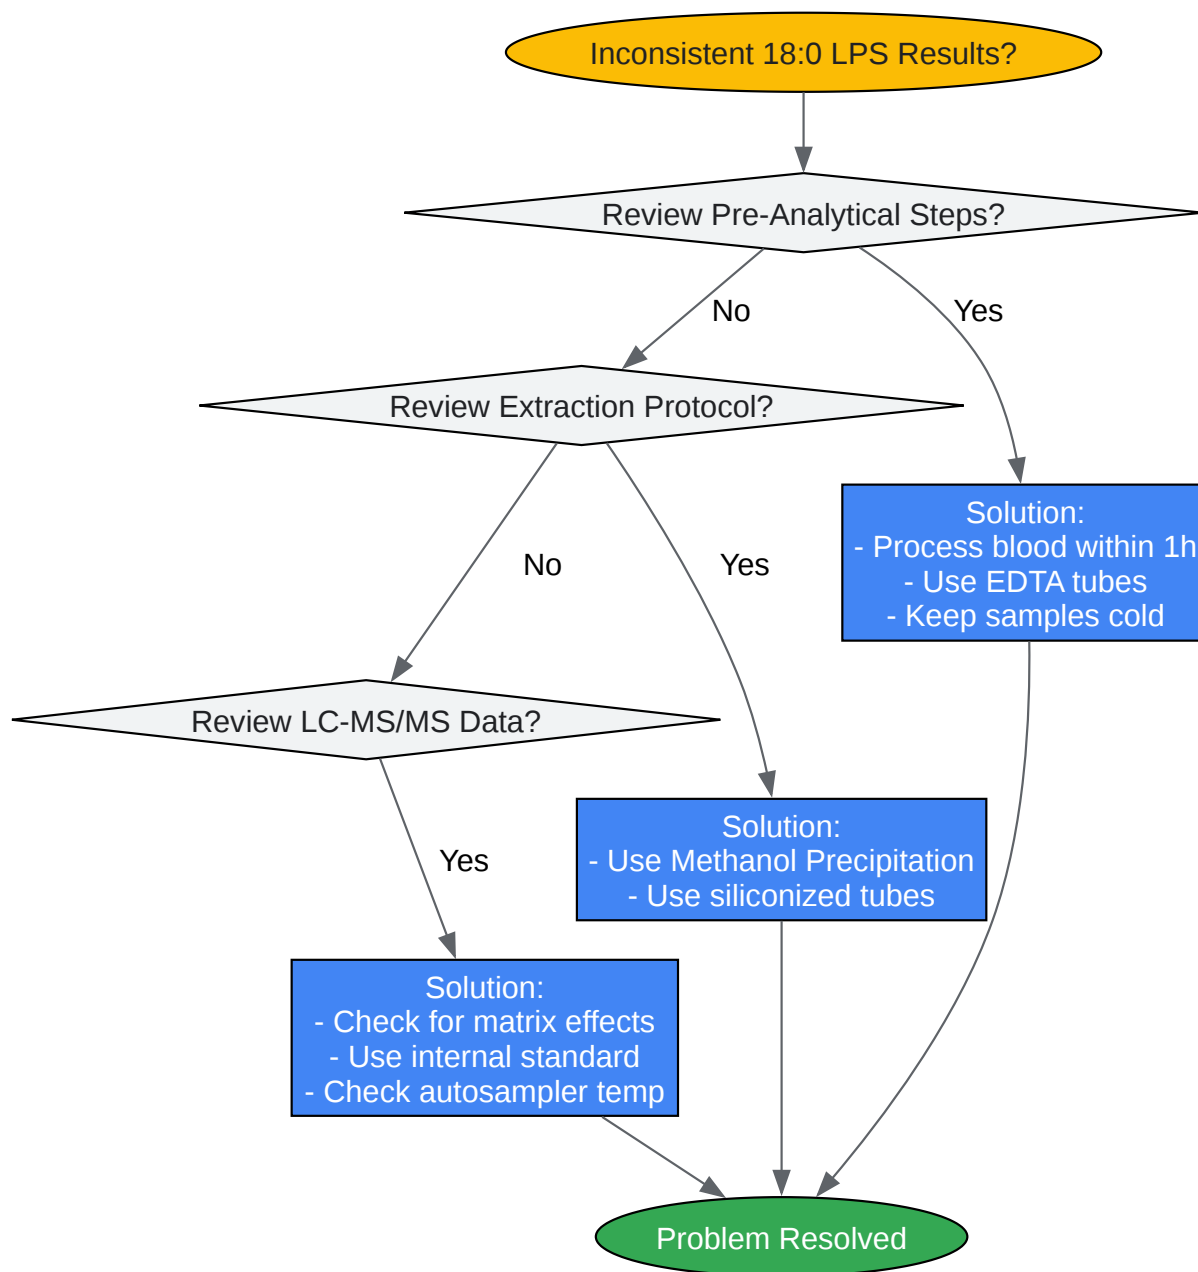 Inconsistent 18:0 LPS Results?
Review Pre-Analytical Steps?
No
Yes
Review Extraction Protocol?
Solution:
- Process blood within 1h
- Use EDTA tubes
- Keep samples cold
No
Yes
Review LC-MS/MS Data?
Solution:
- Use Methanol Precipitation
- Use siliconized tubes
Yes
Solution:
- Check for matrix effects
- Use internal standard
- Check autosampler temp
Problem Resolved